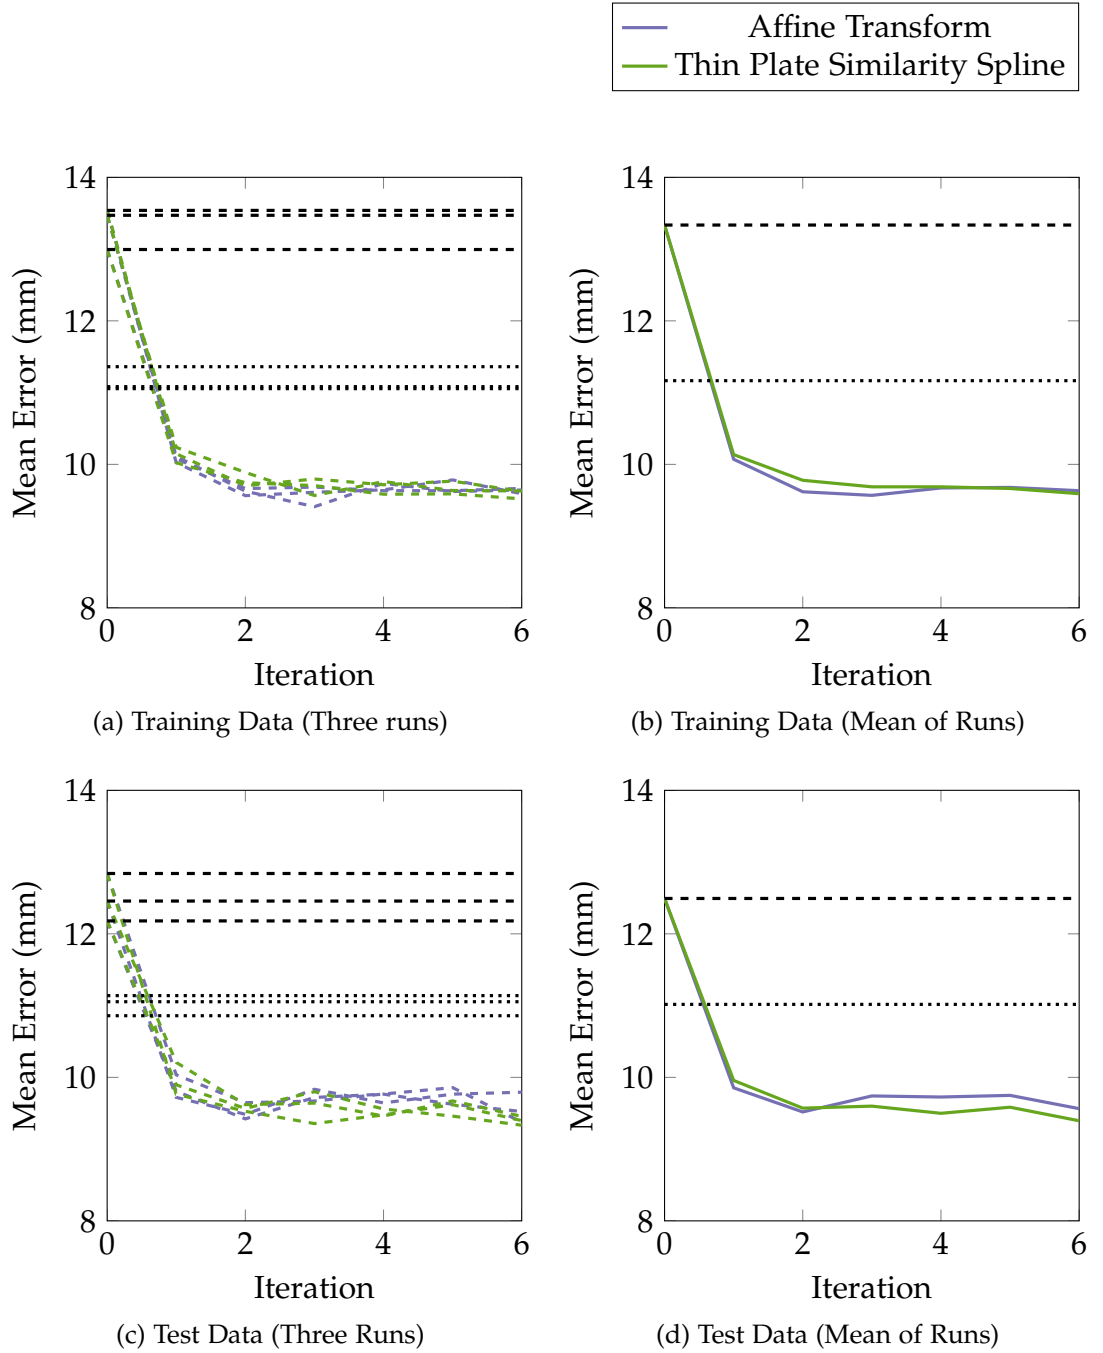 Affine Transform
Thin Plate Similarity Spline
14
12
10
8
0 2 4 6
Mean Error (mm)
Iteration
(a) Training Data (Three runs)
14
12
10
8
0 2 4 6
Mean Error (mm)
Iteration
(b) Training Data (Mean of Runs)
14
12
10
8
0 2 4 6
Mean Error (mm)
Iteration
(c) Test Data (Three Runs)
14
12
10
8
0 2 4 6
Mean Error (mm)
Iteration
(d) Test Data (Mean of Runs)